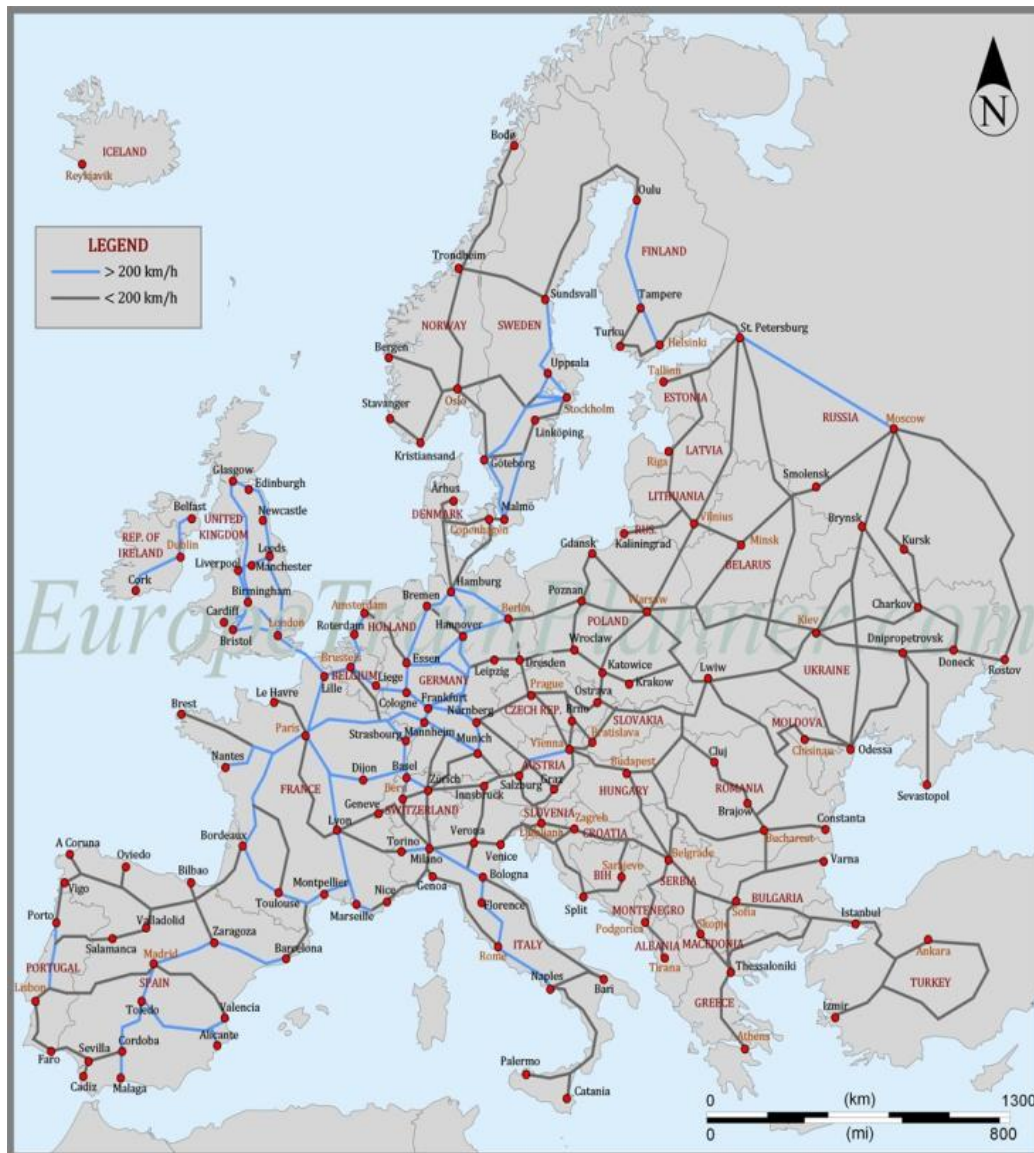 N
Bodø
ICELAND
Reykjavik
Oulu
LEGEND
> 200 km/h
< 200 km/h
FINLAND
Trondheim
Sundsvall
Tampere
NORWAY
SWEDEN
Turku
Helsinki
St. Petersburg
Bergen
Uppsala
Tallinn
ESTONIA
Oslo
Stockholm
Stavanger
Linköping
RUSSIA
Moscow
Kristiansand
Göteborg
Riga
LATVIA
Glasgow
Edinburgh
Århus
Smolensk
Belfast
UNITED
KINGDOM
Newcastle
DENMARK
Malmö
LITHUANIA
Copenhagen
RUS.
Kaliningrad
Vilnius
Minsk
Brynsk
REP. OF
IRELAND
Dublin
Leeds
Manchester
Liverpool
Gdansk
BELARUS
Kursk
Cork
Birmingham
Hamburg
Bremen
Amsterdam
Berlin
Poznan
Warsaw
Charkov
EuropeTrainPlanner.com
Cardiff
Bristol
London
Roterdam
HOLLAND
Hannover
POLAND
Kiev
Dnipropetrovsk
Brussels
BELGIUM
Essen
Leipzig
Dresden
Wroclaw
Doneck
Rostov
Lille
Liege
GERMANY
Katowice
Lwiw
UKRAINE
Cologne
Frankfurt
Prague
Krakow
Ostrava
Le Havre
Brest
Nürnberg
CZECH REP.
Brno
SLOVAKIA
MOLDOVA
Paris
Strasbourg
Mannheim
Munich
Vienna
Bratislava
Chisinau
Odessa
Nantes
Dijon
Basel
Zürich
AUSTRIA
Budapest
Cluj
Bern
Salzburg
Graz
HUNGARY
ROMANIA
Sevastopol
FRANCE
Geneve
SWITZERLAND
Innsbruck
SLOVENIA
Zagreb
Brajow
Lyon
Verona
Ljubljana
CROATIA
Constanta
Bordeaux
Torino
Milano
Venice
Bucharest
A Coruna
Oviedo
Bilbao
Genoa
Bologna
BIH
Sarajevo
Belgrade
SERBIA
Varna
Vigo
Toulouse
Montpellier
Nice
Marseille
Florence
Split
BULGARIA
Porto
Valladolid
Zaragoza
MONTENEGRO
Sofia
Istanbul
Salamanca
Podgorica
Skopje
Madrid
Barcelona
Rome
ITALY
ALBANIA
MACEDONIA
Ankara
PORTUGAL
SPAIN
Tirana
Thessaloniki
Lisbon
Naples
Bari
TURKEY
Toledo
Valencia
GREECE
Izmir
Faro
Sevilla
Cordoba
Alicante
Athens
Cadiz
Malaga
Palermo
Catania
0 (km) 1300
0 (mi) 800